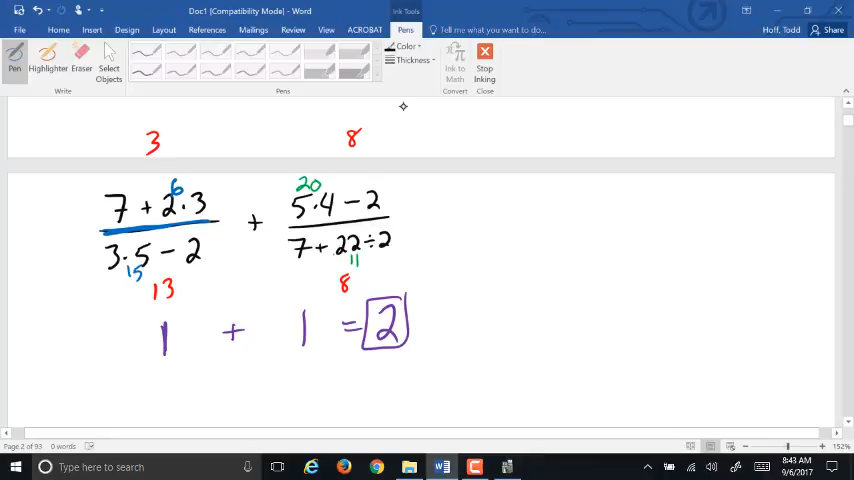 Doc1 [Compatibility Mode] - Word
Ink Tools
Hoff, Todd
File Home Insert Draw Design Layout References Mailings Review View ACROBAT Pens Tell me what you want to do... Share
Pen Highlighter Eraser Select Objects
Color
Thickness
Ink to Math
Stop Inking
Write Pens Convert Close
3 8
6 20
7 + 2·3 + 5·4 − 2
3·5 − 2 7 + 22 ÷ 2
15 11
13 8
1 + 1 = 2
Page 2 of 93 0 words 152%
Type here to search
8:43 AM
9/6/2017